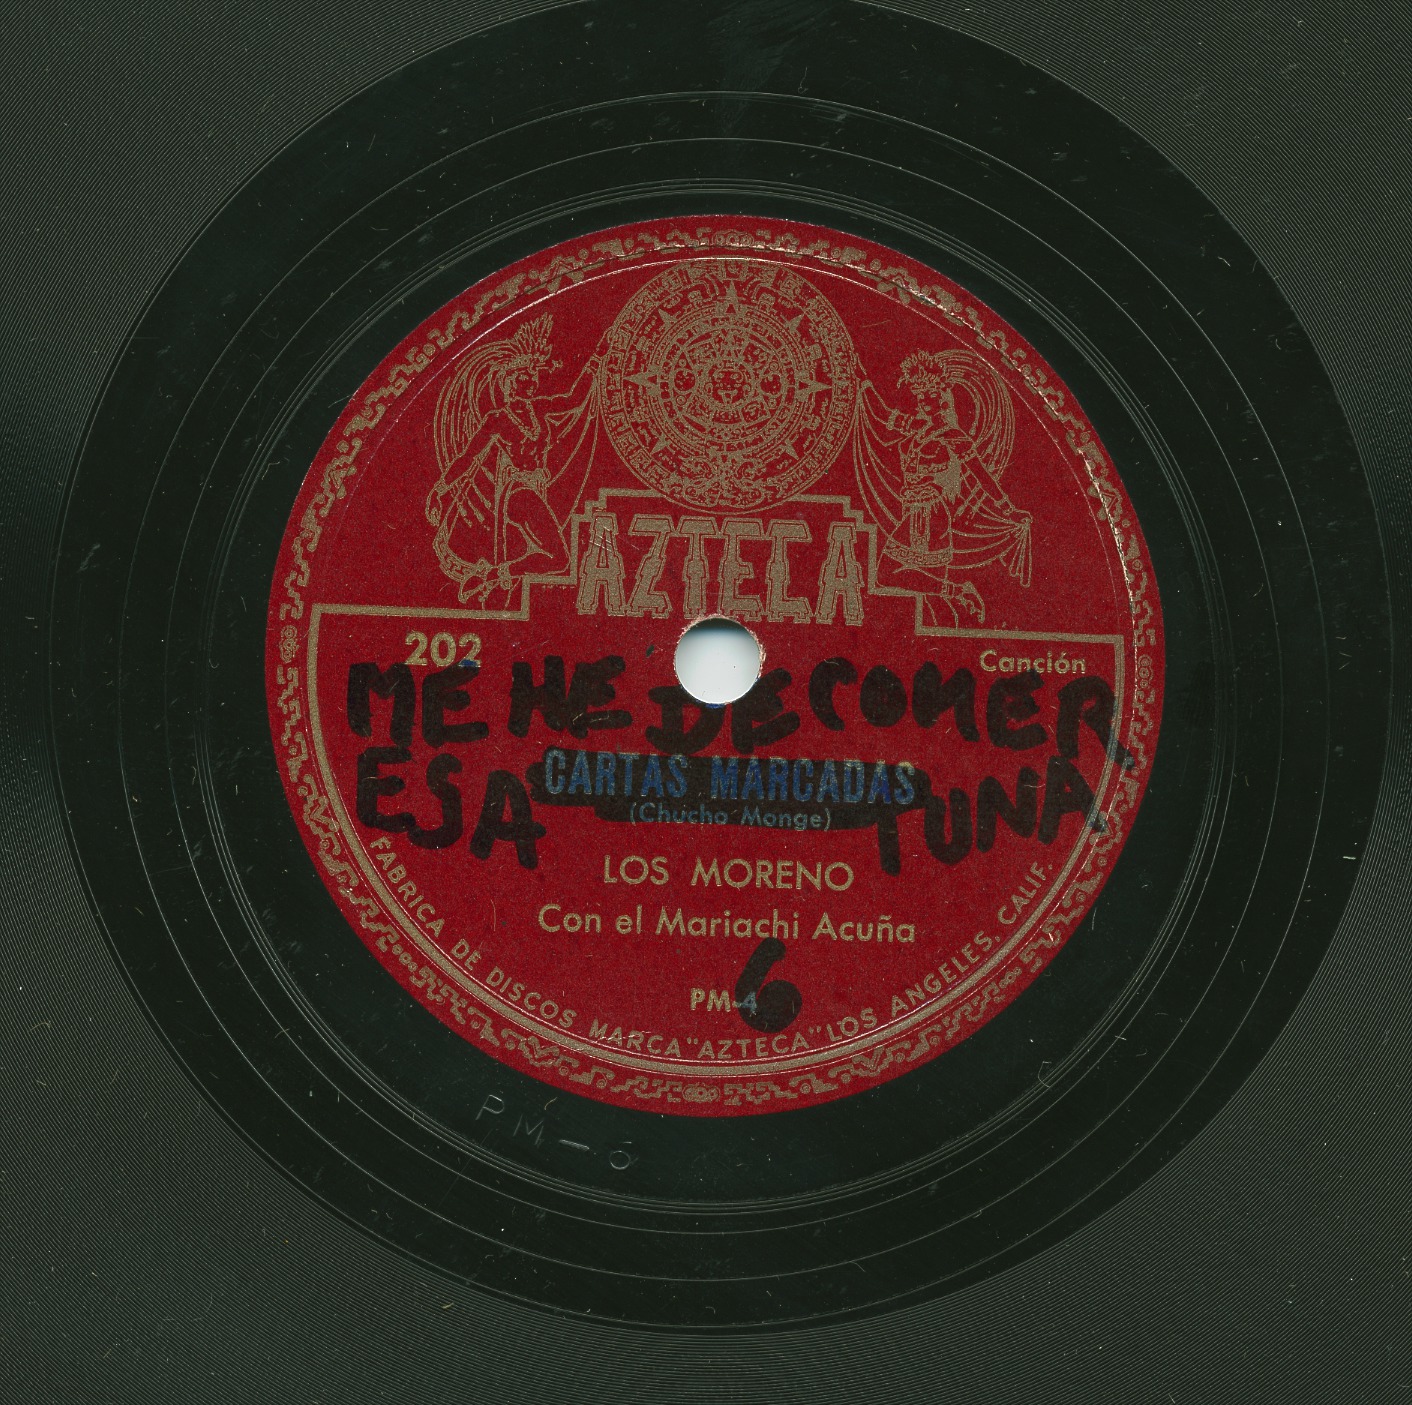 AZTECA
202
Canción
ME HE DE COMER
ESA TUNA
CARTAS MARCADAS
(Chucho Monge)
LOS MORENO
Con el Mariachi Acuña
PM-4
6
FABRICA DE DISCOS MARCA "AZTECA" LOS ANGELES, CALIF.
PM-6